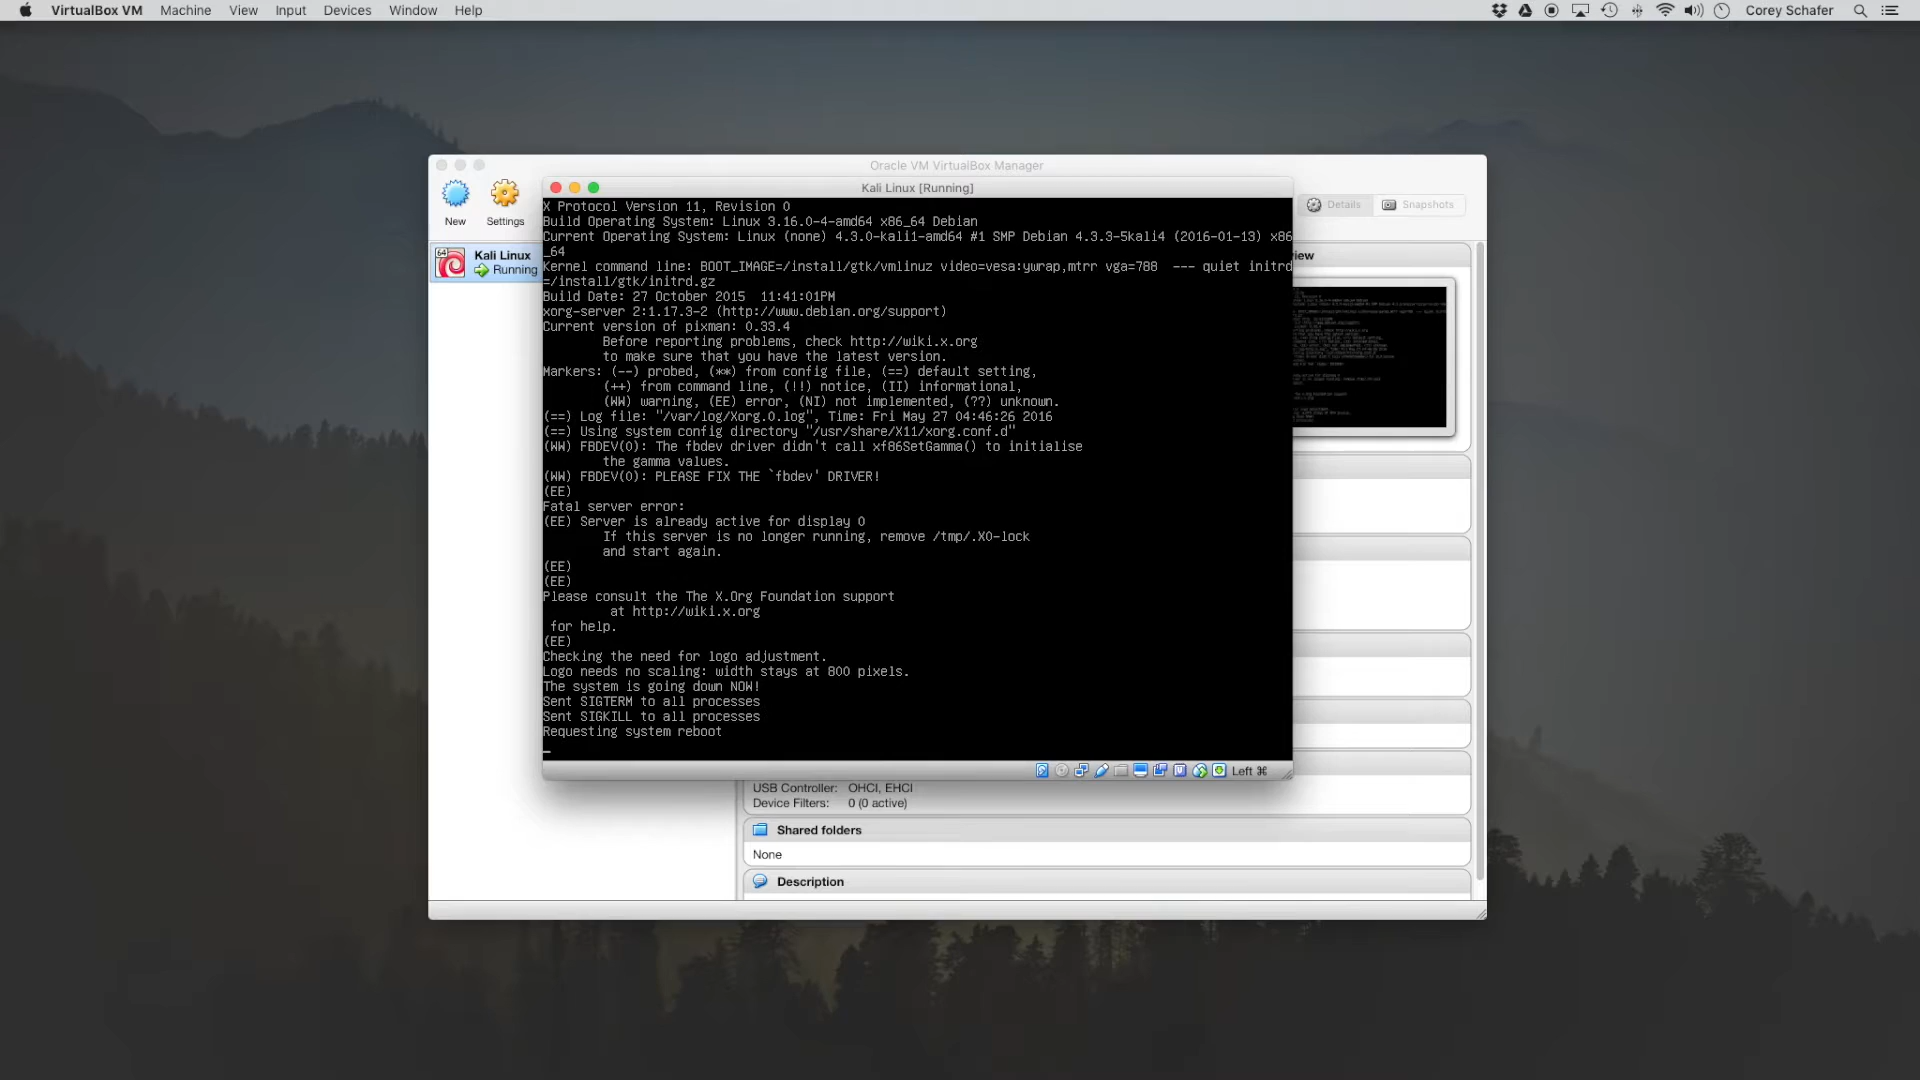 VirtualBox VM Machine View Input Devices Window Help Corey Schafer
Oracle VM VirtualBox Manager
New Settings
Details Snapshots
Kali Linux
Running
64
Kali Linux [Running]
X Protocol Version 11, Revision 0
Build Operating System: Linux 3.16.0-4-amd64 x86_64 Debian
Current Operating System: Linux (none) 4.3.0-kali1-amd64 #1 SMP Debian 4.3.3-5kali4 (2016-01-13) x86
_64
Kernel command line: BOOT_IMAGE=/install/gtk/vmlinuz video=vesa:ywrap,mtrr vga=788  --- quiet initrd
=/install/gtk/initrd.gz
Build Date: 27 October 2015  11:41:01PM
xorg-server 2:1.17.3-2 (http://www.debian.org/support)
Current version of pixman: 0.33.4
        Before reporting problems, check http://wiki.x.org
        to make sure that you have the latest version.
Markers: (--) probed, (**) from config file, (==) default setting,
        (++) from command line, (!!) notice, (II) informational,
        (WW) warning, (EE) error, (NI) not implemented, (??) unknown.
(==) Log file: "/var/log/Xorg.0.log", Time: Fri May 27 04:46:26 2016
(==) Using system config directory "/usr/share/X11/xorg.conf.d"
(WW) FBDEV(0): The fbdev driver didn't call xf86SetGamma() to initialise
        the gamma values.
(WW) FBDEV(0): PLEASE FIX THE `fbdev' DRIVER!
(EE)
Fatal server error:
(EE) Server is already active for display 0
        If this server is no longer running, remove /tmp/.X0-lock
        and start again.
(EE)
(EE)
Please consult the The X.Org Foundation support
         at http://wiki.x.org
 for help.
(EE)
Checking the need for logo adjustment.
Logo needs no scaling: width stays at 800 pixels.
The system is going down NOW!
Sent SIGTERM to all processes
Sent SIGKILL to all processes
Requesting system reboot
Left ⌘
iew
USB Controller: OHCI, EHCI
Device Filters: 0 (0 active)
Shared folders
None
Description